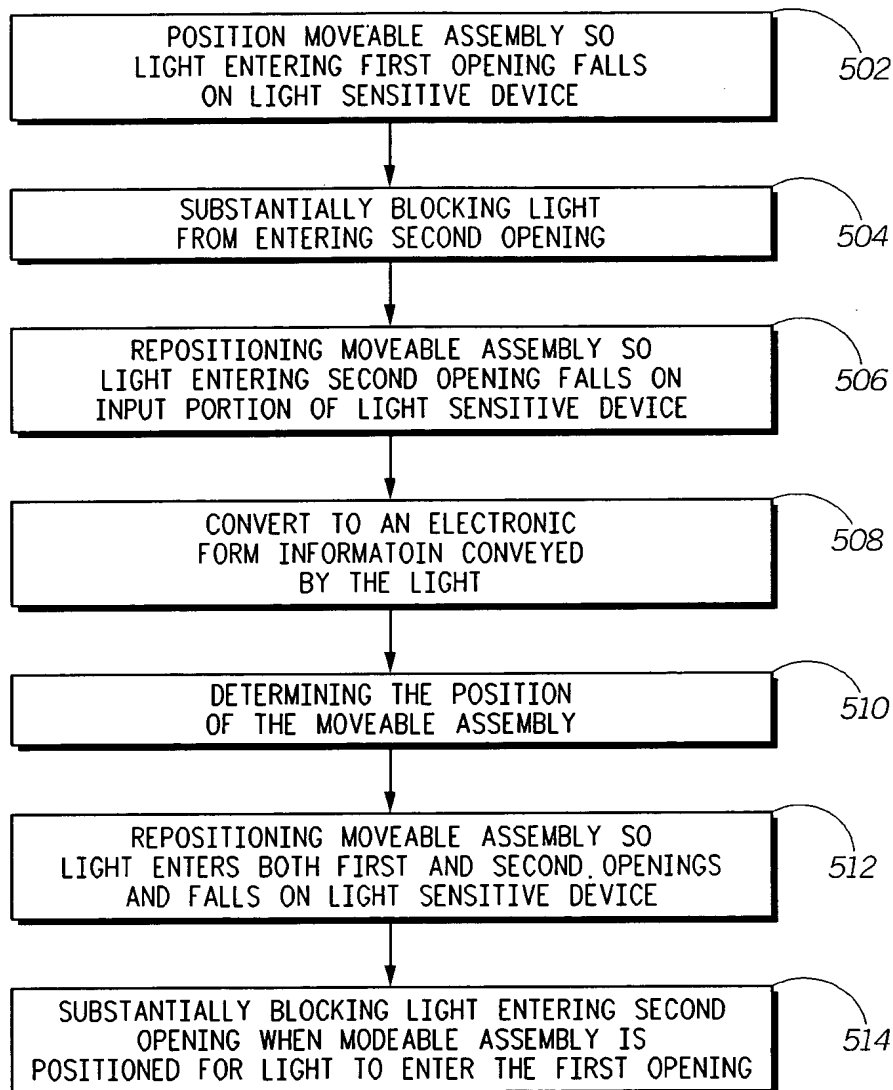 POSITION MOVEABLE ASSEMBLY SO
LIGHT ENTERING FIRST OPENING FALLS
ON LIGHT SENSITIVE DEVICE
502
SUBSTANTIALLY BLOCKING LIGHT
FROM ENTERING SECOND OPENING
504
REPOSITIONING MOVEABLE ASSEMBLY SO
LIGHT ENTERING SECOND OPENING FALLS ON
INPUT PORTION OF LIGHT SENSITIVE DEVICE
506
CONVERT TO AN ELECTRONIC
FORM INFORMATOIN CONVEYED
BY THE LIGHT
508
DETERMINING THE POSITION
OF THE MOVEABLE ASSEMBLY
510
REPOSITIONING MOVEABLE ASSEMBLY SO
LIGHT ENTERS BOTH FIRST AND SECOND OPENINGS
AND FALLS ON LIGHT SENSITIVE DEVICE
512
SUBSTANTIALLY BLOCKING LIGHT ENTERING SECOND
OPENING WHEN MODEABLE ASSEMBLY IS
POSITIONED FOR LIGHT TO ENTER THE FIRST OPENING
514